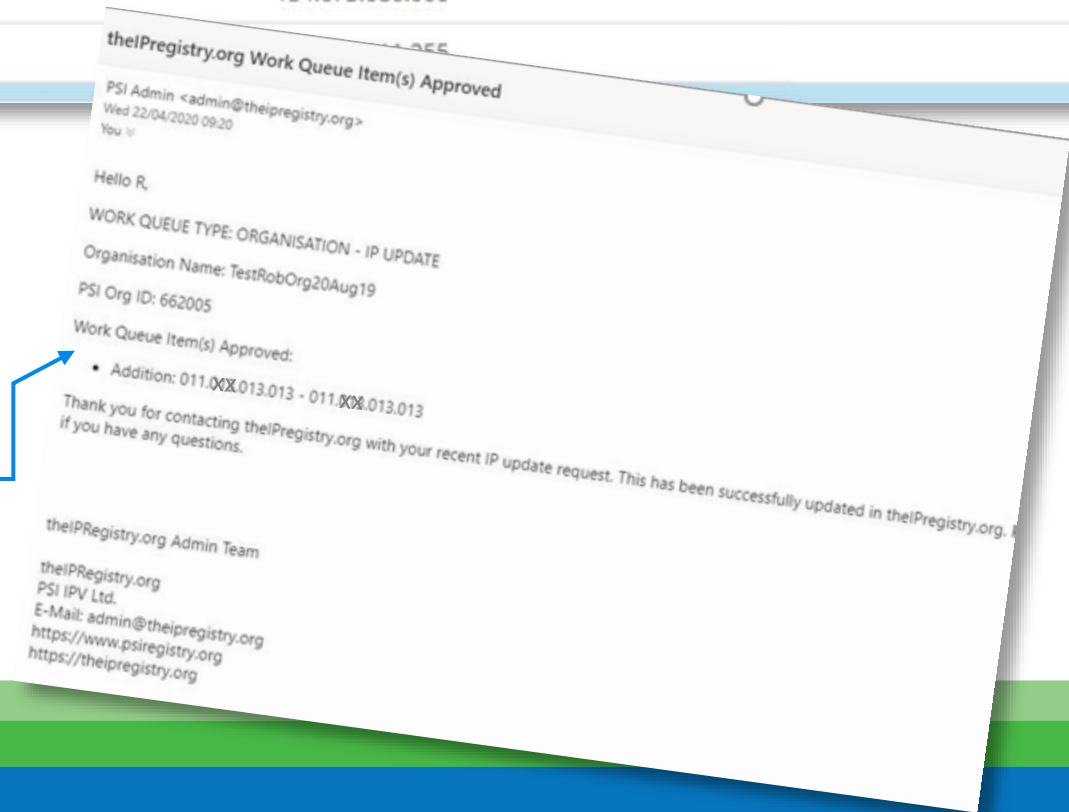 theIPregistry.org Work Queue Item(s) Approved
PSI Admin <admin@theipregistry.org>
Wed 22/04/2020 09:20
You
Hello R,
WORK QUEUE TYPE: ORGANISATION - IP UPDATE
Organisation Name: TestRobOrg20Aug19
PSI Org ID: 662005
Work Queue Item(s) Approved:
• Addition: 011.XX.013.013 - 011.XX.013.013
Thank you for contacting theIPregistry.org with your recent IP update request. This has been successfully updated in theIPregistry.org.
if you have any questions.
theIPRegistry.org Admin Team
theIPRegistry.org
PSI IPV Ltd.
E-Mail: admin@theipregistry.org
https://www.psiregistry.org
https://theipregistry.org